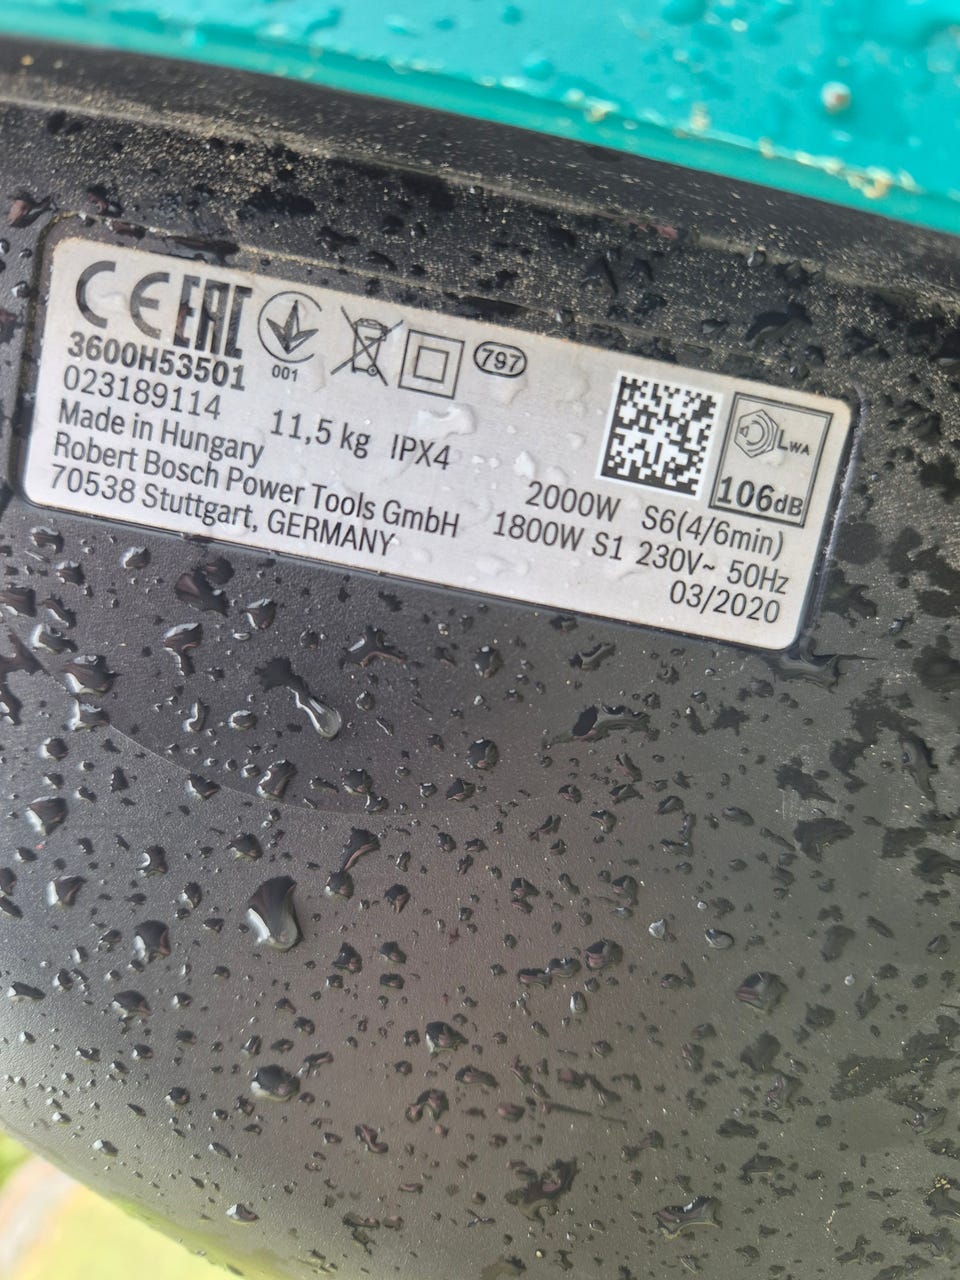 CE EAC
001
797
3600H53501
023189114
Made in Hungary
11,5 kg IPX4
Robert Bosch Power Tools GmbH
70538 Stuttgart, GERMANY
LWA
106dB
2000W S6(4/6min)
1800W S1 230V~ 50Hz
03/2020